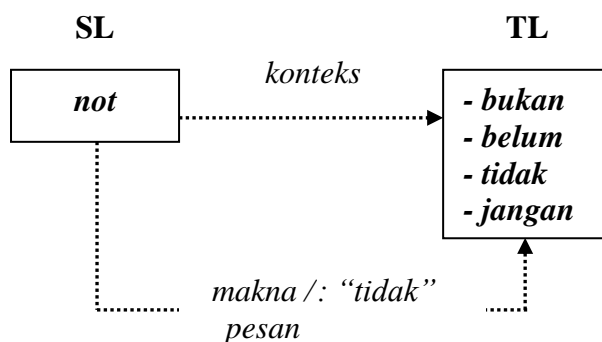 SL
TL
not
konteks
- bukan
- belum
- tidak
- jangan
makna /: “tidak”
pesan